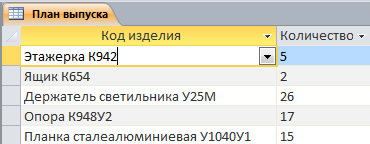 План выпуска
Код изделия Количество
Этажерка К942 5
Ящик К654 2
Держатель светильника У25М 26
Опора К948У2 17
Планка сталеалюминиевая У1040У1 15